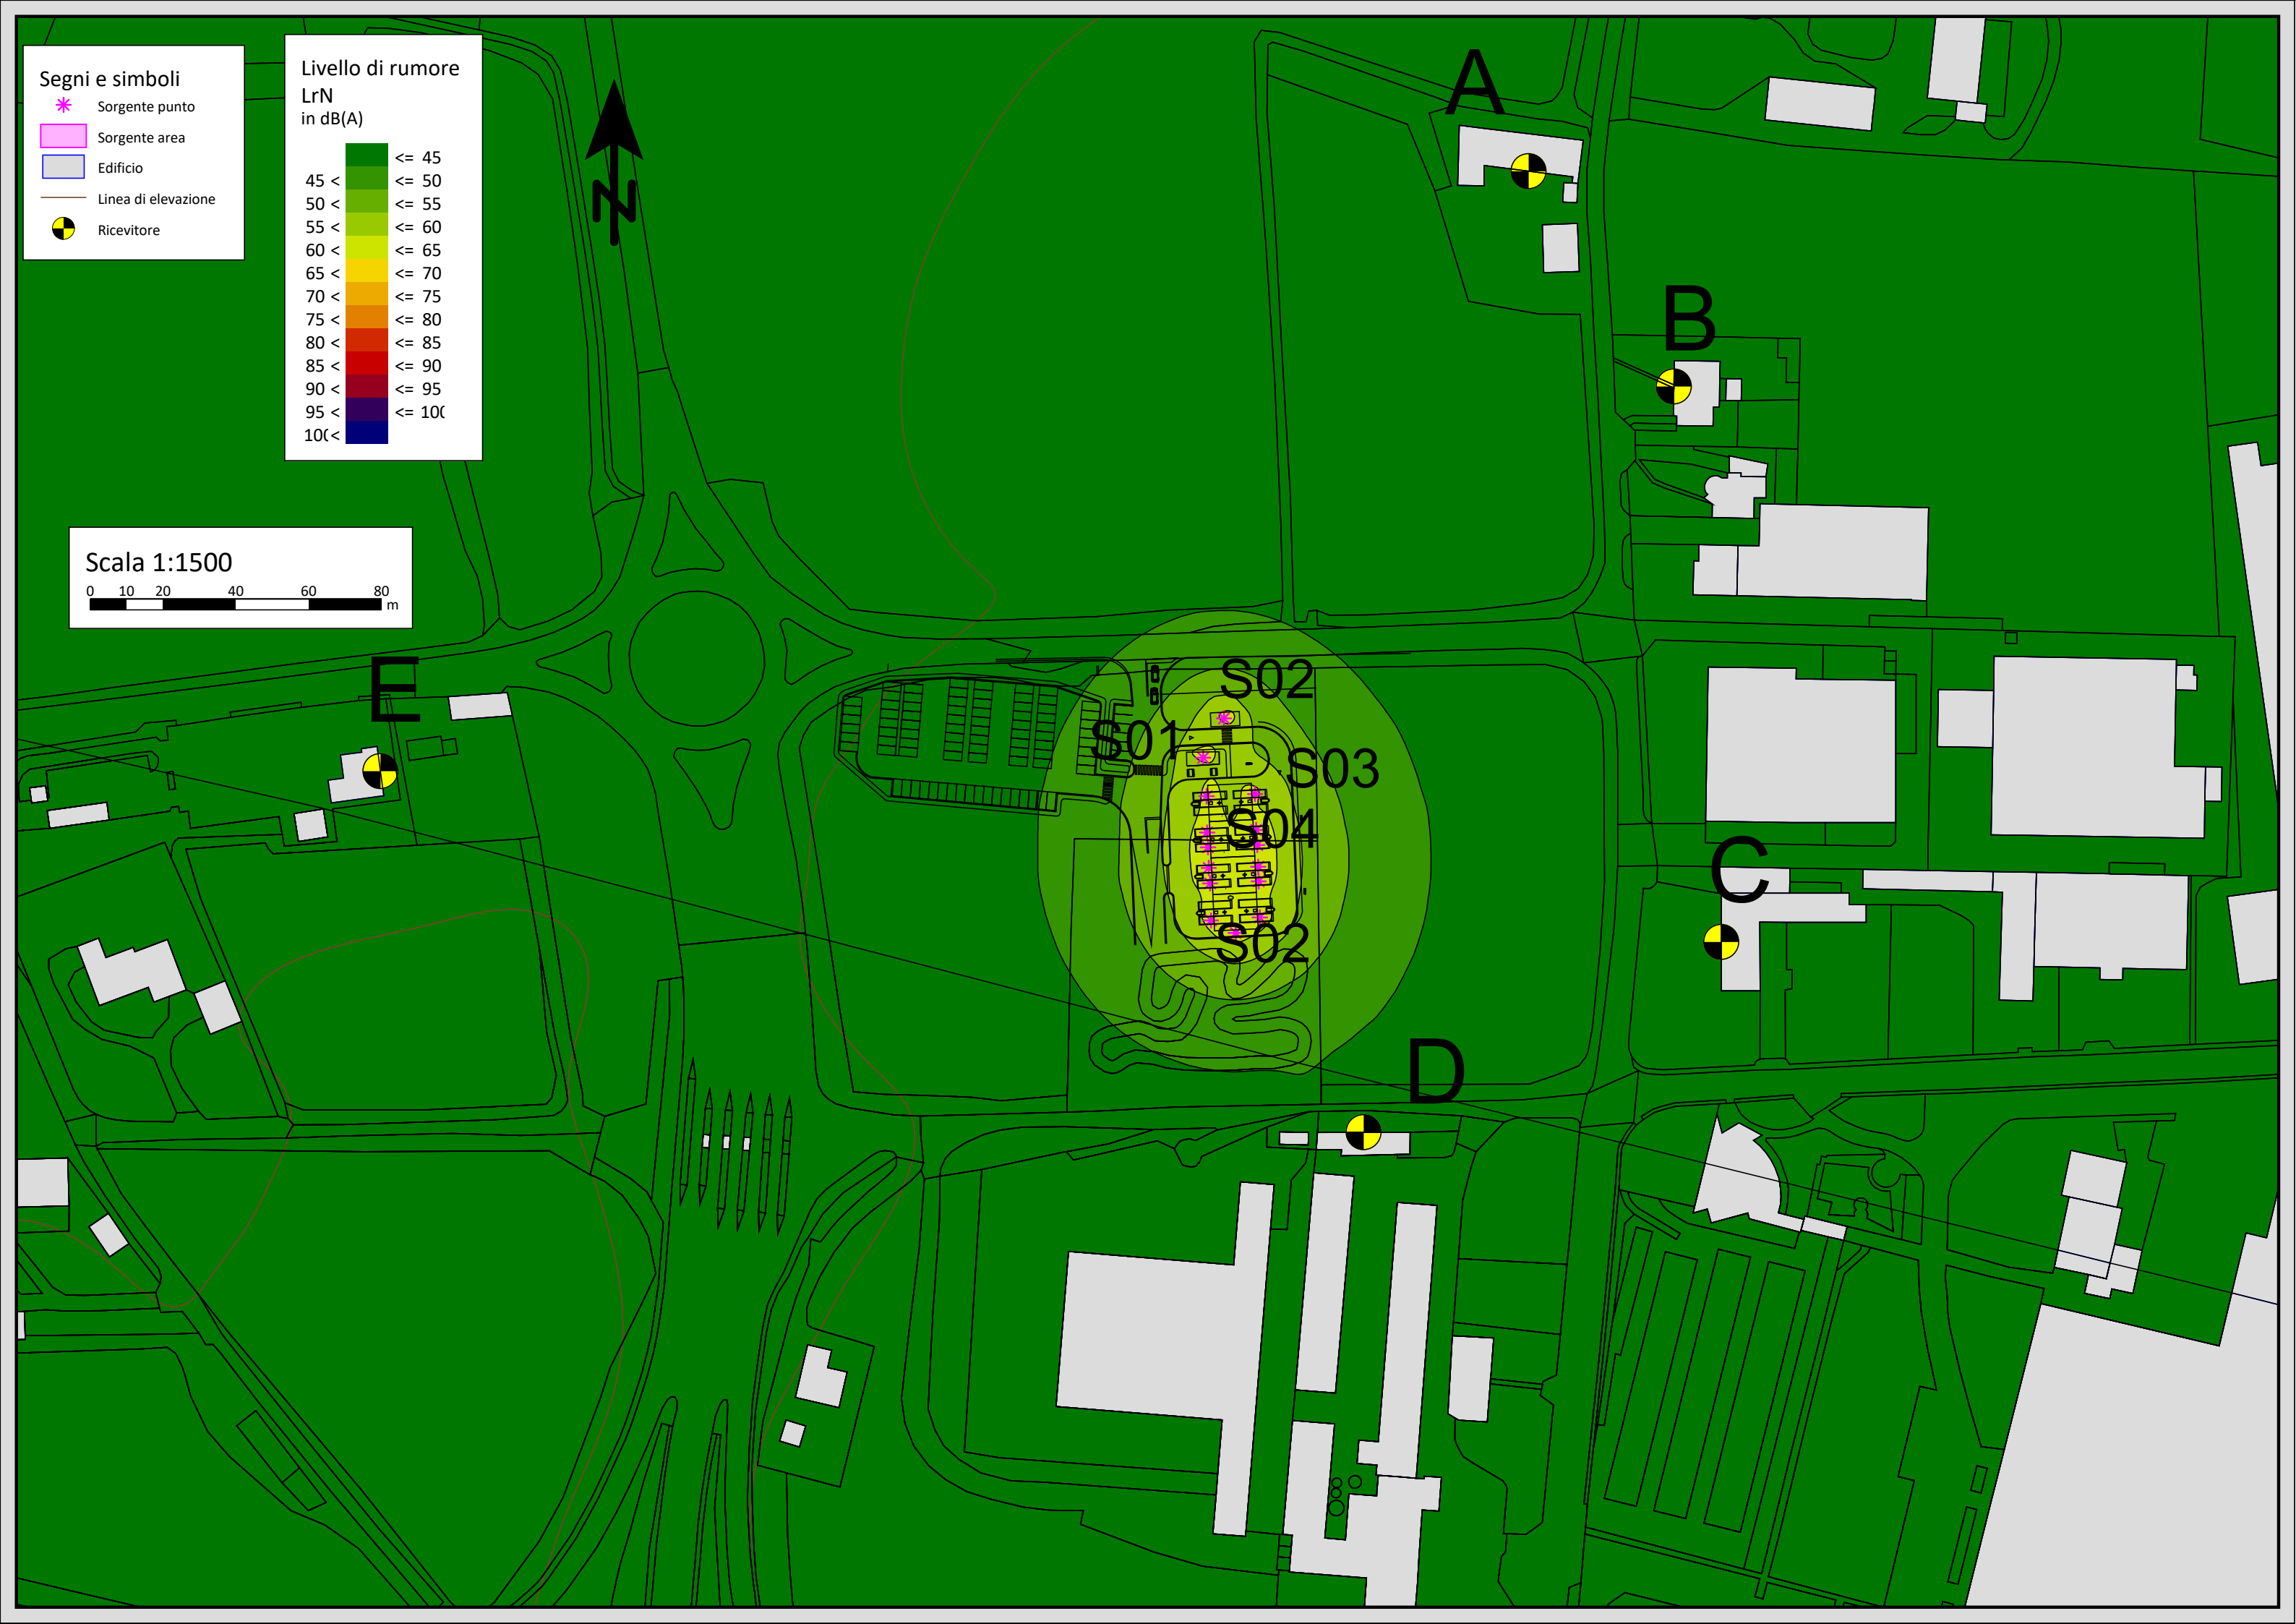 Segni e simboli
Sorgente punto
Sorgente area
Edificio
Linea di elevazione
Ricevitore
Livello di rumore
LrN
in dB(A)
<= 45
45 < <= 50
50 < <= 55
55 < <= 60
60 < <= 65
65 < <= 70
70 < <= 75
75 < <= 80
80 < <= 85
85 < <= 90
90 < <= 95
95 < <= 100
100 <
N
Scala 1:1500
0 10 20 40 60 80 m
A
B
E
S02
S01
S03
S04
C
S02
D